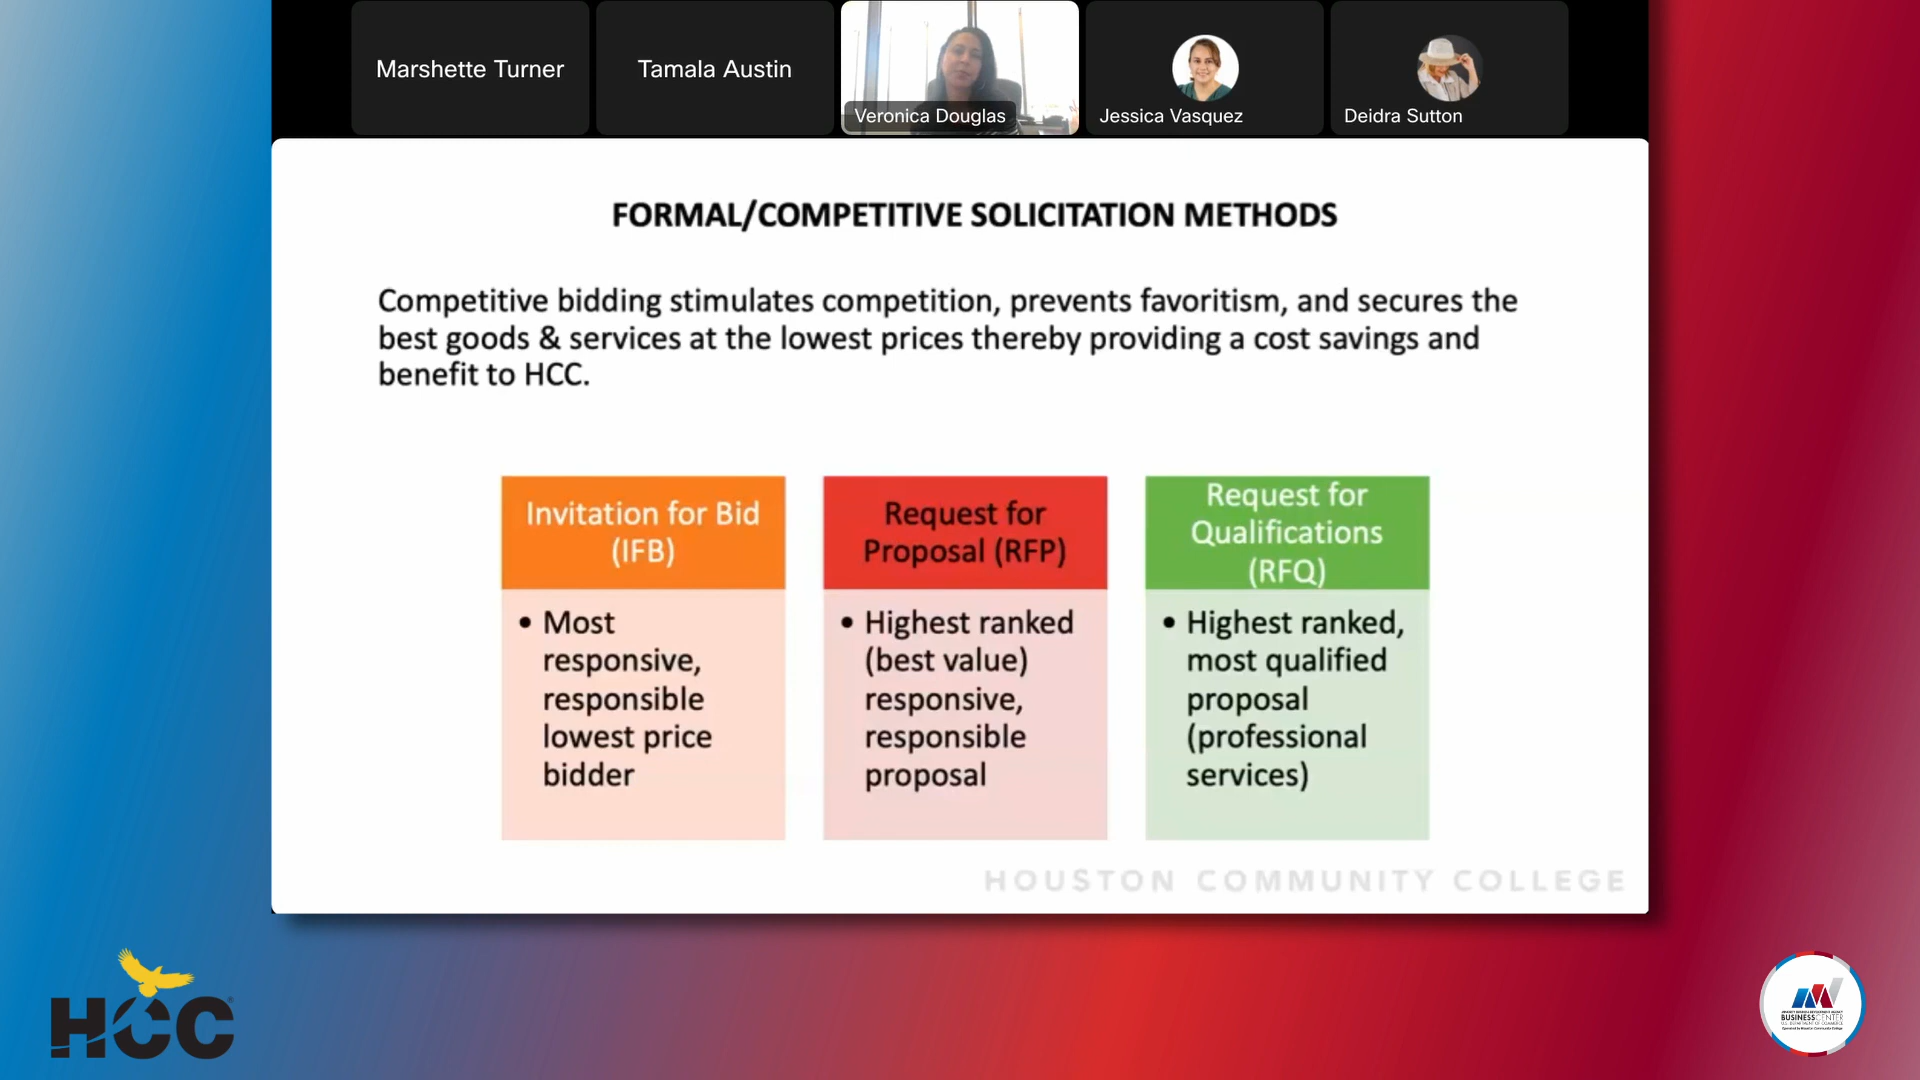 Marshette Turner
Tamala Austin
Veronica Douglas
Jessica Vasquez
Deidra Sutton
FORMAL/COMPETITIVE SOLICITATION METHODS
Competitive bidding stimulates competition, prevents favoritism, and secures the
best goods & services at the lowest prices thereby providing a cost savings and
benefit to HCC.
Invitation for Bid
(IFB)
• Most
responsive,
responsible
lowest price
bidder
Request for
Proposal (RFP)
• Highest ranked
(best value)
responsive,
responsible
proposal
Request for
Qualifications
(RFQ)
• Highest ranked,
most qualified
proposal
(professional
services)
HOUSTON COMMUNITY COLLEGE
HCC
BUSINESS CENTER
U.S. DEPARTMENT OF COMMERCE